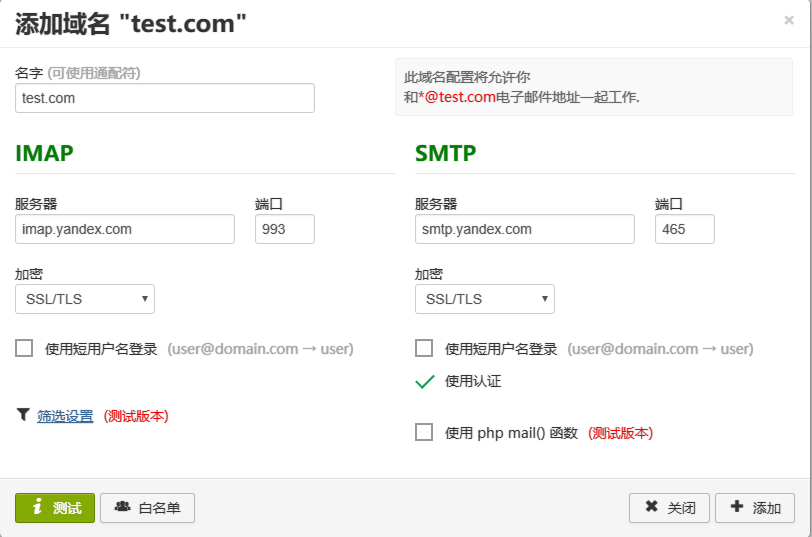 添加域名 "test.com"
×
名字 (可使用通配符)
test.com
此域名配置将允许你
和*@test.com电子邮件地址一起工作.
IMAP
SMTP
服务器
端口
服务器
端口
imap.yandex.com
993
smtp.yandex.com
465
加密
加密
SSL/TLS
SSL/TLS
使用短用户名登录 (user@domain.com → user)
使用短用户名登录 (user@domain.com → user)
使用认证
筛选设置 (测试版本)
使用 php mail() 函数 (测试版本)
测试
白名单
关闭
添加